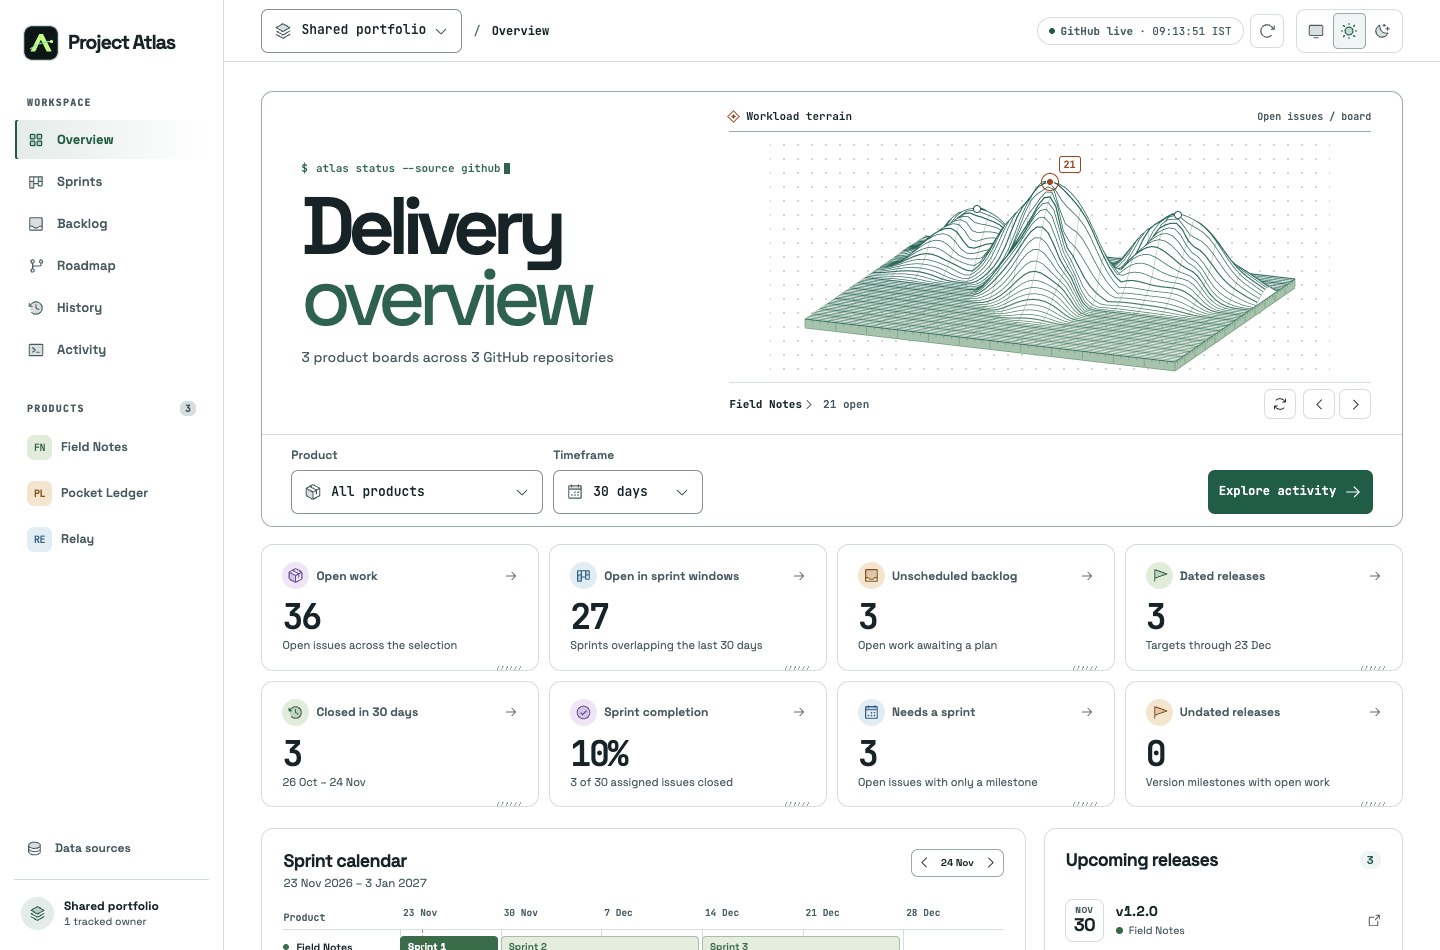 Project Atlas
WORKSPACE
Overview
Sprints
Backlog
Roadmap
History
Activity
PRODUCTS 3
FN Field Notes
PL Pocket Ledger
RE Relay
Data sources
Shared portfolio
1 tracked owner
Shared portfolio / Overview
GitHub live · 09:13:51 IST
$ atlas status --source github
Delivery
overview
3 product boards across 3 GitHub repositories
Workload terrain
Open issues / board
21
Field Notes 21 open
Product
All products
Timeframe
30 days
Explore activity
Open work
36
Open issues across the selection
Open in sprint windows
27
Sprints overlapping the last 30 days
Unscheduled backlog
3
Open work awaiting a plan
Dated releases
3
Targets through 23 Dec
Closed in 30 days
3
26 Oct – 24 Nov
Sprint completion
10%
3 of 30 assigned issues closed
Needs a sprint
3
Open issues with only a milestone
Undated releases
0
Version milestones with open work
Sprint calendar
23 Nov 2026 – 3 Jan 2027
24 Nov
Product 23 Nov 30 Nov 7 Dec 14 Dec 21 Dec 28 Dec
Field Notes Sprint 1 Sprint 2 Sprint 3
Upcoming releases 3
NOV
30
v1.2.0
Field Notes